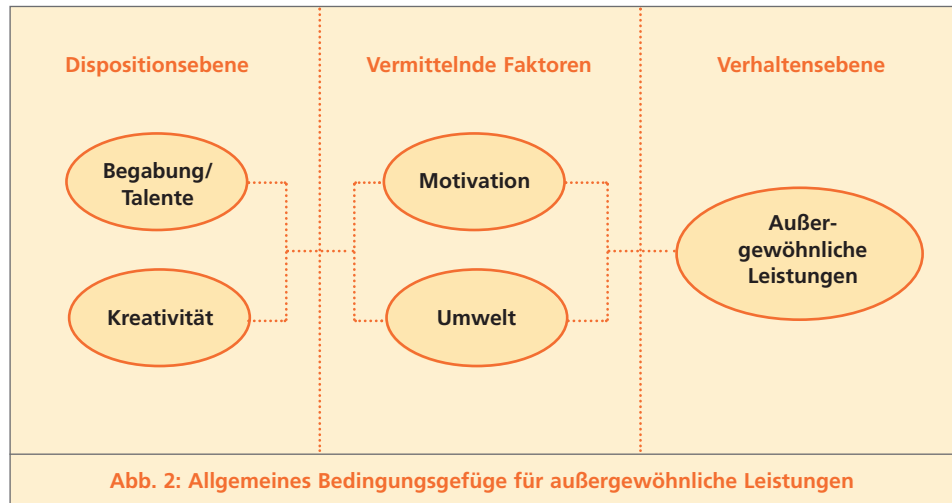 Dispositionsebene
Vermittelnde Faktoren
Verhaltensebene
Begabung/
Talente
Kreativität
Motivation
Umwelt
Außer-
gewöhnliche
Leistungen
Abb. 2: Allgemeines Bedingungsgefüge für außergewöhnliche Leistungen